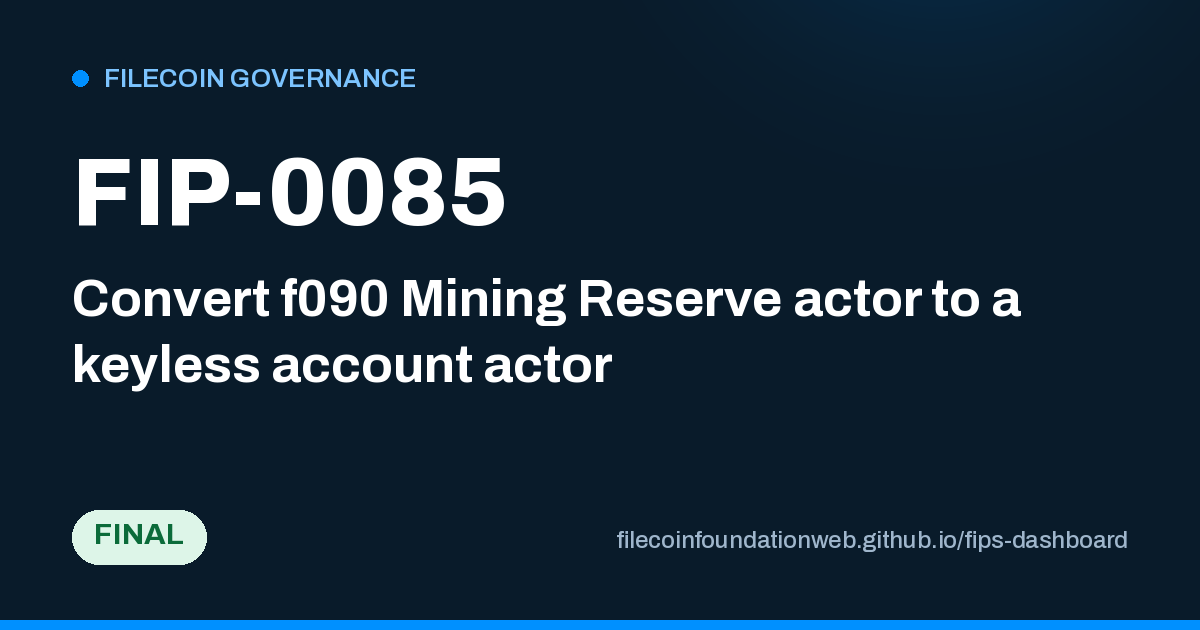 FILECOIN GOVERNANCE
FIP-0085
Convert f090 Mining Reserve actor to a
keyless account actor
FINAL
filecoinfoundationweb.github.io/fips-dashboard